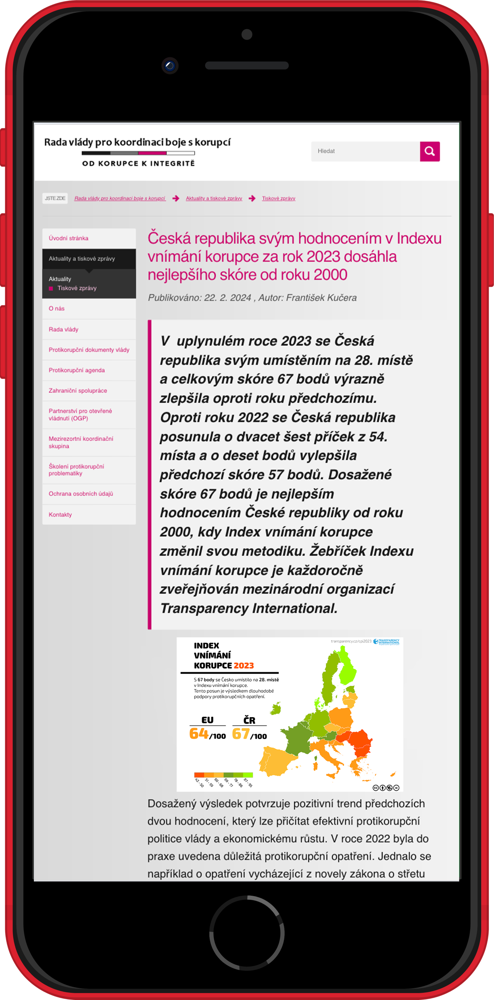 Rada vlády pro koordinaci boje s korupcí
OD KORUPCE K INTEGRITĚ
Hledat
JSTE ZDE
Rada vlády pro koordinaci boje s korupcí
Aktuality a tiskové zprávy
Tiskové zprávy
Úvodní stránka
Aktuality a tiskové zprávy
Aktuality
Tiskové zprávy
O nás
Rada vlády
Protikorupční dokumenty vlády
Protikorupční agenda
Zahraniční spolupráce
Partnerství pro otevřené
vládnutí (OGP)
Mezirezortní koordinační
skupina
Školení protikorupční
problematiky
Ochrana osobních údajů
Kontakty
Česká republika svým hodnocením v Indexu
vnímání korupce za rok 2023 dosáhla
nejlepšího skóre od roku 2000
Publikováno: 22. 2. 2024 , Autor: František Kučera
V  uplynulém roce 2023 se Česká
republika svým umístěním na 28. místě
a celkovým skóre 67 bodů výrazně
zlepšila oproti roku předchozímu.
Oproti roku 2022 se Česká republika
posunula o dvacet šest příček z 54.
místa a o deset bodů vylepšila
předchozí skóre 57 bodů. Dosažené
skóre 67 bodů je nejlepším
hodnocením České republiky od roku
2000, kdy Index vnímání korupce
změnil svou metodiku. Žebříček Indexu
vnímání korupce je každoročně
zveřejňován mezinárodní organizací
Transparency International.
transparency.cz/cpi2023
TRANSPARENCY
INTERNATIONAL
INDEX
VNÍMÁNÍ
KORUPCE 2023
S 67 body se Česko umístilo na 28. místě
v Indexu vnímání korupce.
Tento posun je výsledkem dlouhodobé
podpory protikorupčních opatření.
EU
64/100
ČR
67/100
42 - 50
51 - 59
60 - 68
69 - 77
78 - 86
87 - 95
cc
Dosažený výsledek potvrzuje pozitivní trend předchozích
dvou hodnocení, který lze přičítat efektivní protikorupční
politice vlády a ekonomickému růstu. V roce 2022 byla do
praxe uvedena důležitá protikorupční opatření. Jednalo se
například o opatření vycházející z novely zákona o střetu